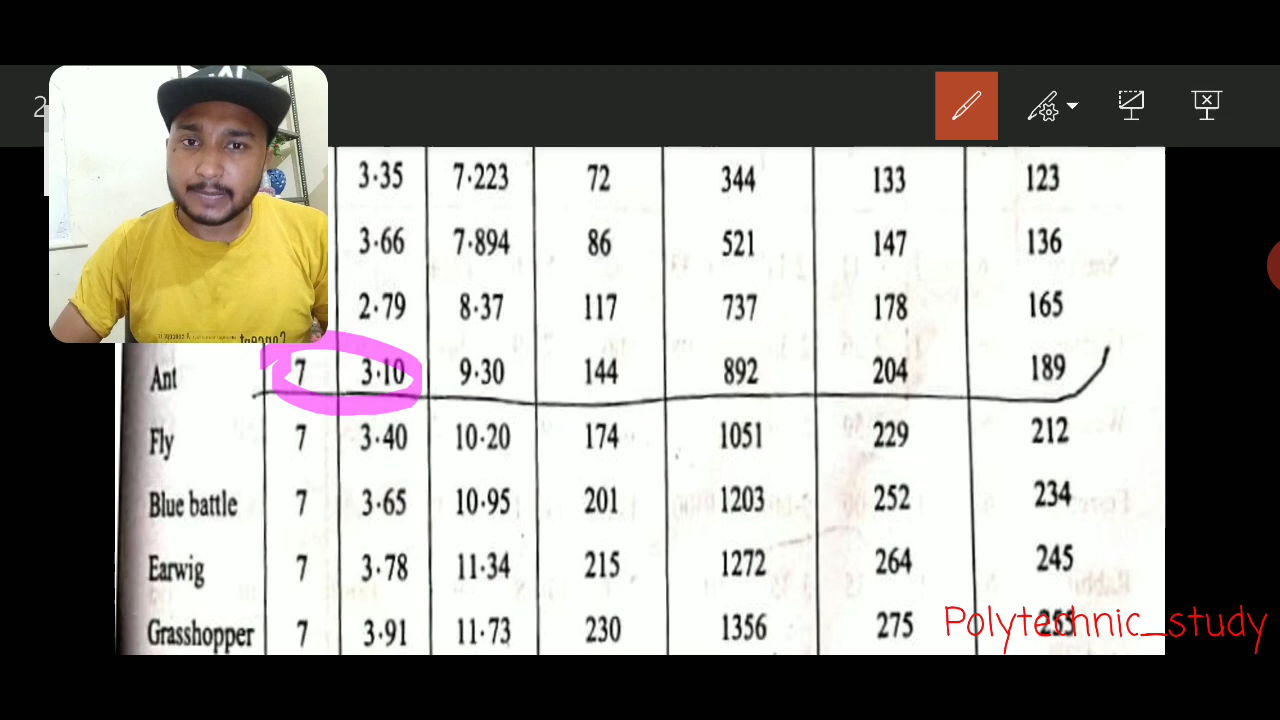 2
3·35 7·223 72 344 133 123
3·66 7·894 86 521 147 136
2·79 8·37 117 737 178 165
Ant 7 3·10 9·30 144 892 204 189
Fly 7 3·40 10·20 174 1051 229 212
Blue battle 7 3·65 10·95 201 1203 252 234
Earwig 7 3·78 11·34 215 1272 264 245
Grasshopper 7 3·91 11·73 230 1356 275 255
Polytechnic_study